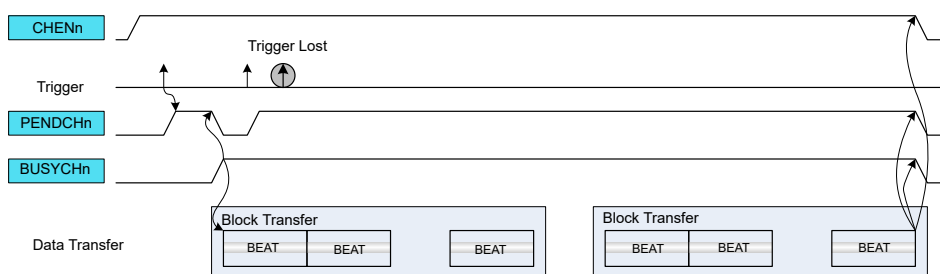 CHENn
Trigger Lost
Trigger
PENDCHn
BUSYCHn
Data Transfer
Block Transfer
BEAT
BEAT
BEAT
Block Transfer
BEAT
BEAT
BEAT